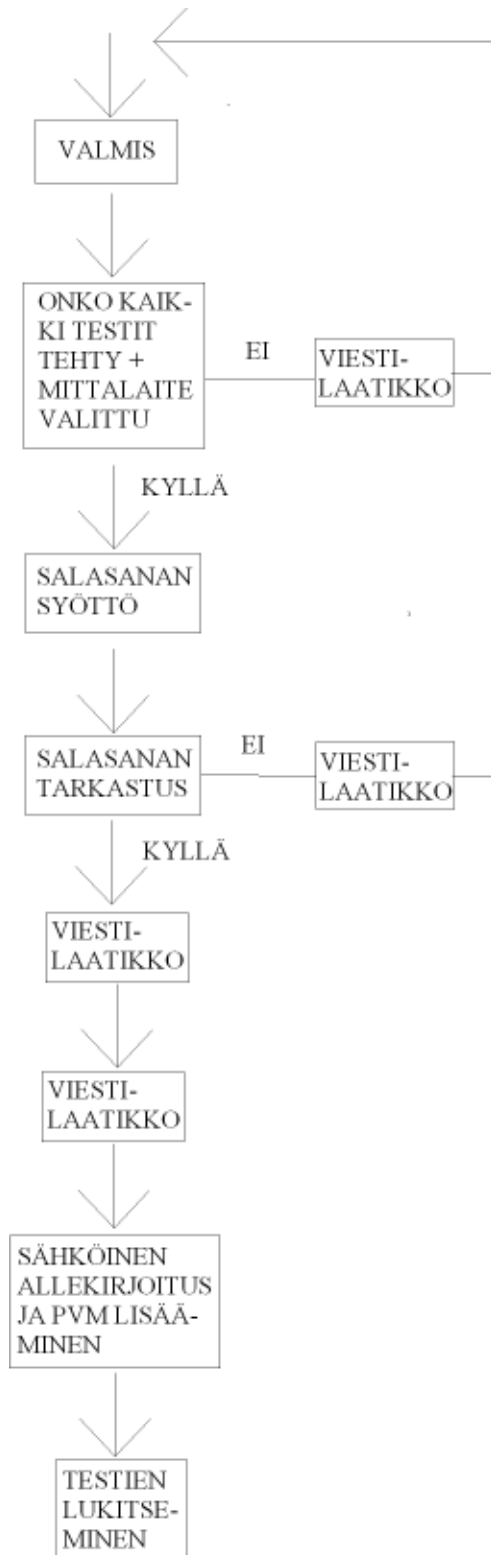 VALMIS
ONKO KAIK-
KI TESTIT
TEHTY +
MITTALAITE
VALITTU
EI
VIESTI-
LAATIKKO
KYLLÄ
SALASANAN
SYÖTTÖ
SALASANAN
TARKASTUS
EI
VIESTI-
LAATIKKO
KYLLÄ
VIESTI-
LAATIKKO
VIESTI-
LAATIKKO
SÄHKÖINEN
ALLEKIRJOITUS
JA PVM LISÄÄ-
MINEN
TESTIEN
LUKITSE-
MINEN